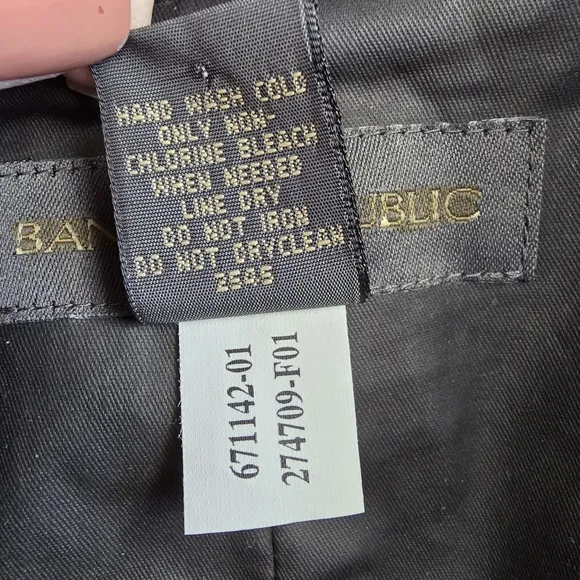 HAND WASH COLD
ONLY NON-
CHLORINE BLEACH
WHEN NEEDED
LINE DRY
DO NOT IRON
DO NOT DRYCLEAN
BAN UBLIC
671142-01
274709-F01